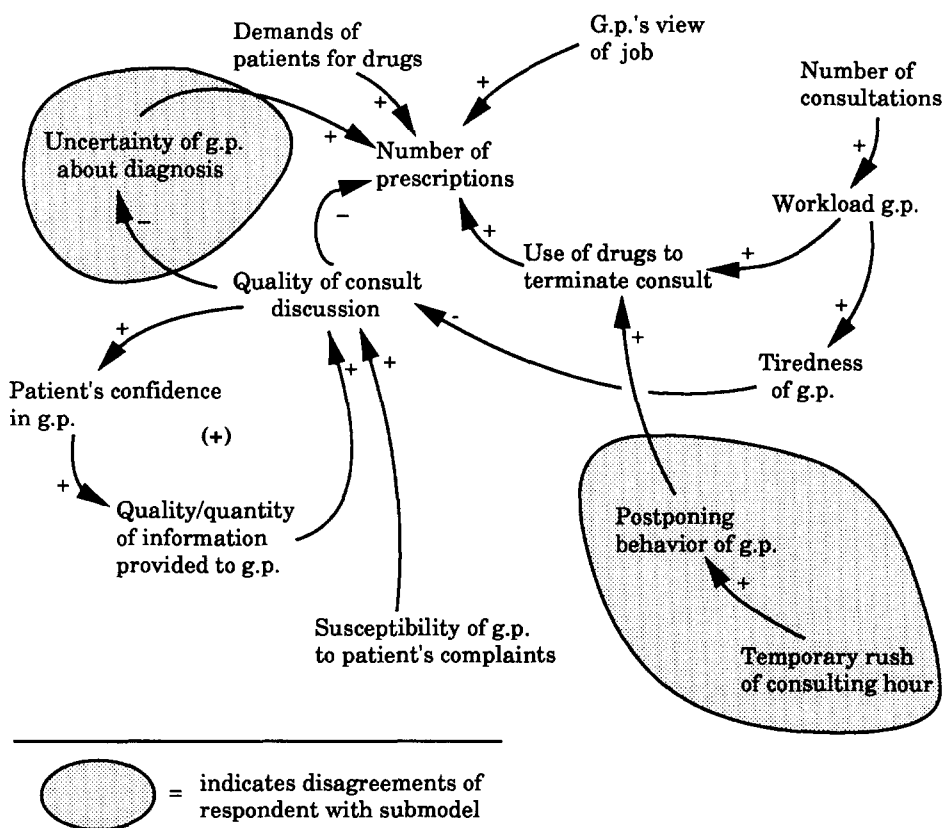 Demands of
patients for drugs
G.p.'s view
of job
Number of
consultations
+
+
+
+
Uncertainty of g.p.
about diagnosis
Number of
prescriptions
-
-
+
Workload g.p.
+
Use of drugs to
terminate consult
+
Quality of consult
discussion
+
-
+
+
+
Tiredness
of g.p.
Patient's confidence
in g.p.
(+)
+
Quality/quantity
of information
provided to g.p.
Postponing
behavior of g.p.
+
Susceptibility of g.p.
to patient's complaints
Temporary rush
of consulting hour
= indicates disagreements of
respondent with submodel